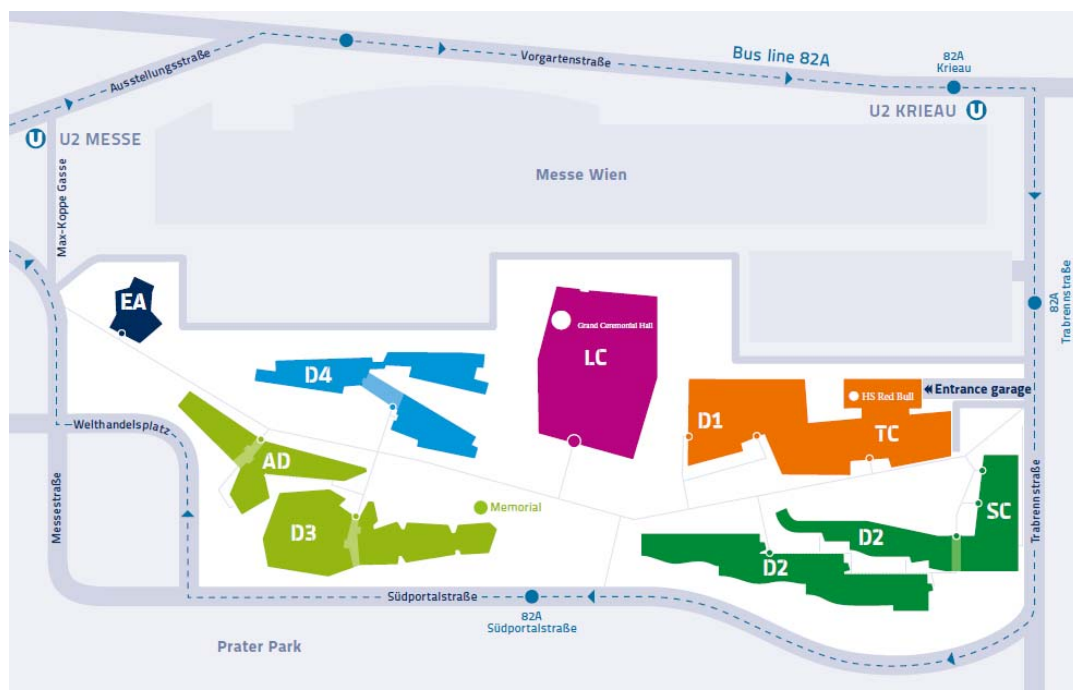 Ausstellungsstraße
Vorgartenstraße
Bus line 82A
82A
Krieau
U2 KRIEAU U
U U2 MESSE
Max-Koppe Gasse
Messe Wien
82A
Trabrennstraße
EA
Grand Ceremonial Hall
LC
D4
D1
HS Red Bull
Entrance garage
TC
Welthandelsplatz
AD
Messestraße
D3
Memorial
D2
D2
SC
Trabrennstraße
Südportalstraße
82A
Südportalstraße
Prater Park